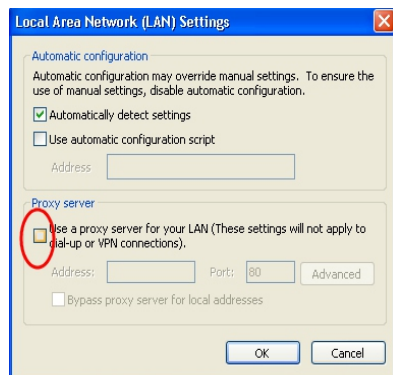 Local Area Network (LAN) Settings
Automatic configuration
Automatic configuration may override manual settings. To ensure the
use of manual settings, disable automatic configuration.
Automatically detect settings
Use automatic configuration script
Address
Proxy server
Use a proxy server for your LAN (These settings will not apply to
dial-up or VPN connections).
Address: Port: 80 Advanced
Bypass proxy server for local addresses
OK Cancel